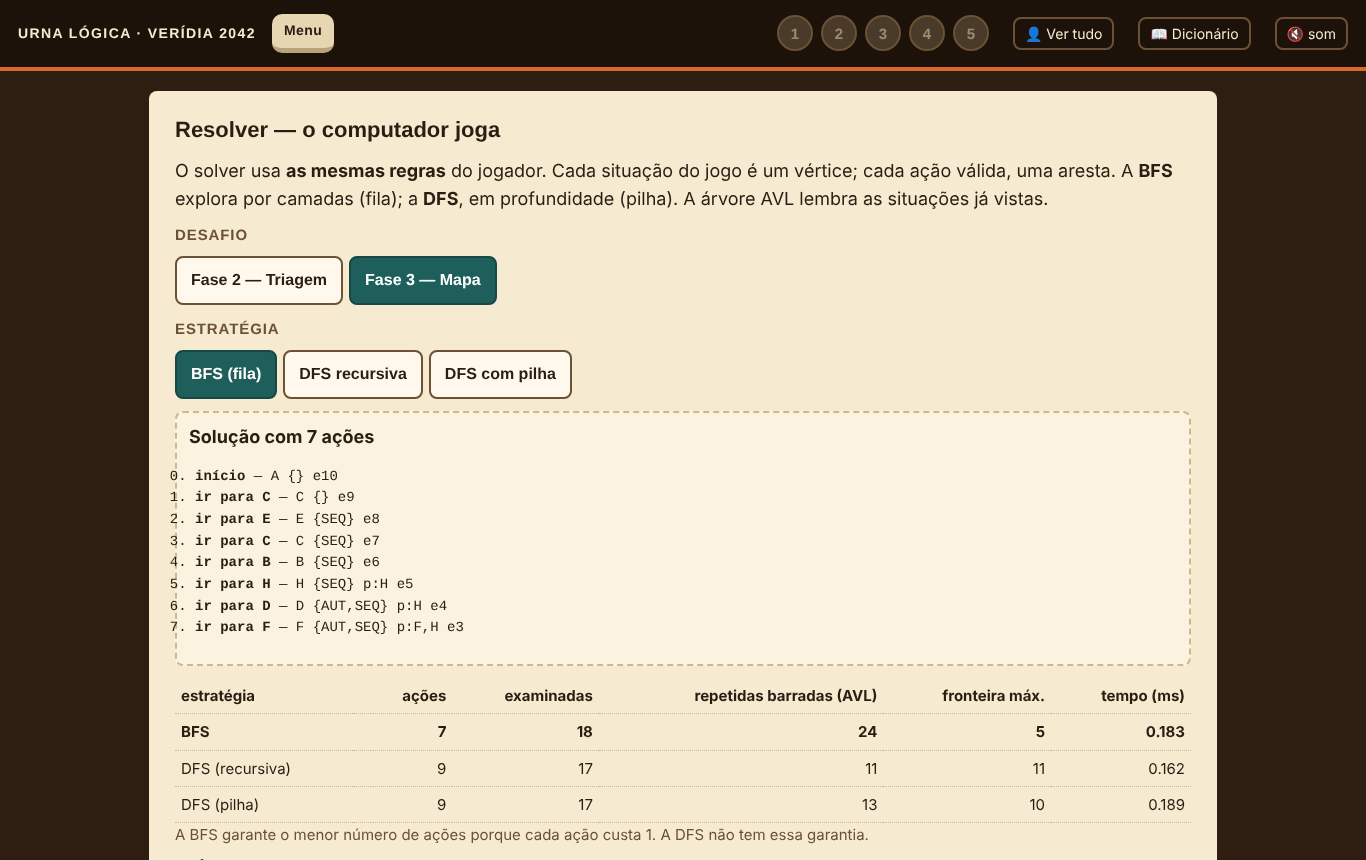 URNA LÓGICA · VERÍDIA 2042 Menu 1 2 3 4 5 👤 Ver tudo 📖 Dicionário 🔇 som
Resolver — o computador joga
O solver usa as mesmas regras do jogador. Cada situação do jogo é um vértice; cada ação válida, uma aresta. A BFS
explora por camadas (fila); a DFS, em profundidade (pilha). A árvore AVL lembra as situações já vistas.
DESAFIO
Fase 2 — Triagem Fase 3 — Mapa
ESTRATÉGIA
BFS (fila) DFS recursiva DFS com pilha
Solução com 7 ações
0. início — A {} e10
1. ir para C — C {} e9
2. ir para E — E {SEQ} e8
3. ir para C — C {SEQ} e7
4. ir para B — B {SEQ} e6
5. ir para H — H {SEQ} p:H e5
6. ir para D — D {AUT,SEQ} p:H e4
7. ir para F — F {AUT,SEQ} p:F,H e3
estratégia ações examinadas repetidas barradas (AVL) fronteira máx. tempo (ms)
BFS 7 18 24 5 0.183
DFS (recursiva) 9 17 11 11 0.162
DFS (pilha) 9 17 13 10 0.189
A BFS garante o menor número de ações porque cada ação custa 1. A DFS não tem essa garantia.